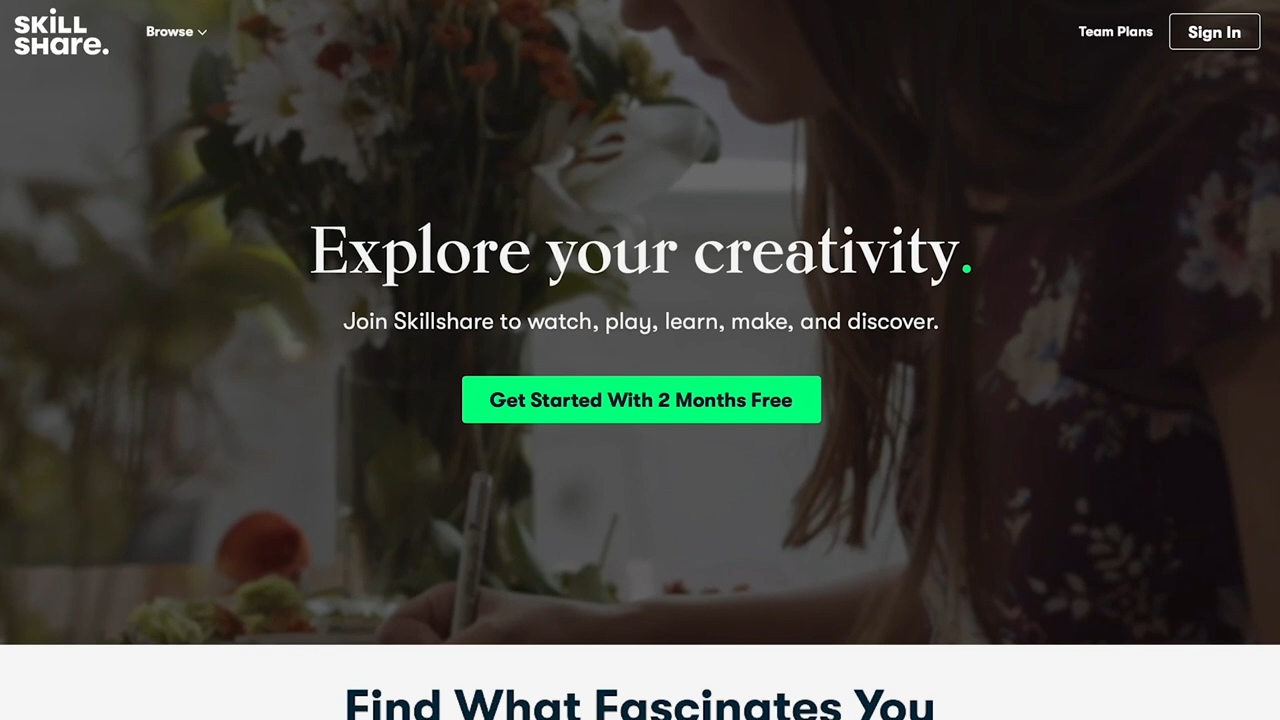 SKiLL
SHare.
Browse
Team Plans
Sign In
Explore your creativity.
Join Skillshare to watch, play, learn, make, and discover.
Get Started With 2 Months Free
Find What Fascinates You